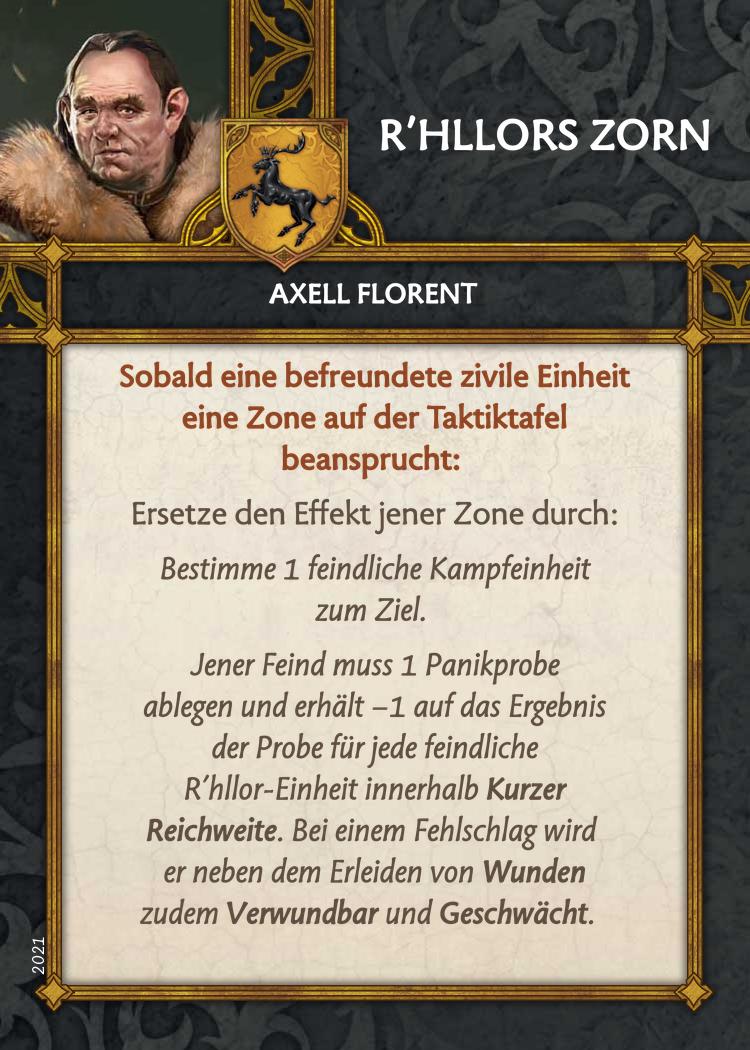 R’HLLORS ZORN
AXELL FLORENT
Sobald eine befreundete zivile Einheit
eine Zone auf der Taktiktafel
beansprucht:
Ersetze den Effekt jener Zone durch:
Bestimme 1 feindliche Kampfeinheit
zum Ziel.
Jener Feind muss 1 Panikprobe
ablegen und erhält –1 auf das Ergebnis
der Probe für jede feindliche
R’hllor-Einheit innerhalb Kurzer
Reichweite. Bei einem Fehlschlag wird
er neben dem Erleiden von Wunden
zudem Verwundbar und Geschwächt.
2021